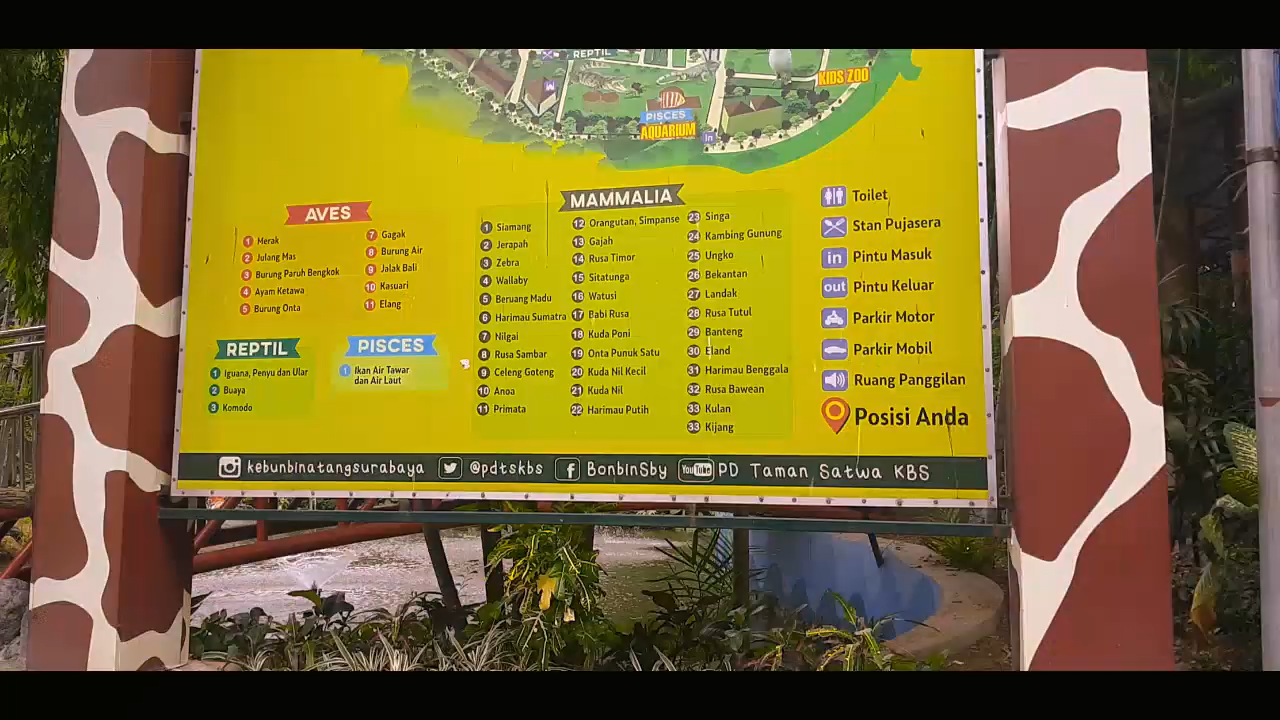 REPTIL
KIDS ZOO
PISCES
AQUARIUM
in
AVES
1 Merak
2 Julang Mas
3 Burung Paruh Bengkok
4 Ayam Ketawa
5 Burung Onta
7 Gagak
8 Burung Air
9 Jalak Bali
10 Kasuari
11 Elang
REPTIL
1 Iguana, Penyu dan Ular
2 Buaya
3 Komodo
PISCES
1 Ikan Air Tawar
dan Air Laut
MAMMALIA
1 Siamang
2 Jerapah
3 Zebra
4 Wallaby
5 Beruang Madu
6 Harimau Sumatra
7 Nilgai
8 Rusa Sambar
9 Celeng Goteng
10 Anoa
11 Primata
12 Orangutan, Simpanse
13 Gajah
14 Rusa Timor
15 Sitatunga
16 Watusi
17 Babi Rusa
18 Kuda Poni
19 Onta Punuk Satu
20 Kuda Nil Kecil
21 Kuda Nil
22 Harimau Putih
23 Singa
24 Kambing Gunung
25 Ungko
26 Bekantan
27 Landak
28 Rusa Tutul
29 Banteng
30 Eland
31 Harimau Benggala
32 Rusa Bawean
33 Kulan
33 Kijang
Toilet
Stan Pujasera
in Pintu Masuk
out Pintu Keluar
Parkir Motor
Parkir Mobil
Ruang Panggilan
Posisi Anda
kebunbinatangsurabaya @pdtskbs f BonbinSby YouTube PD Taman Satwa KBS